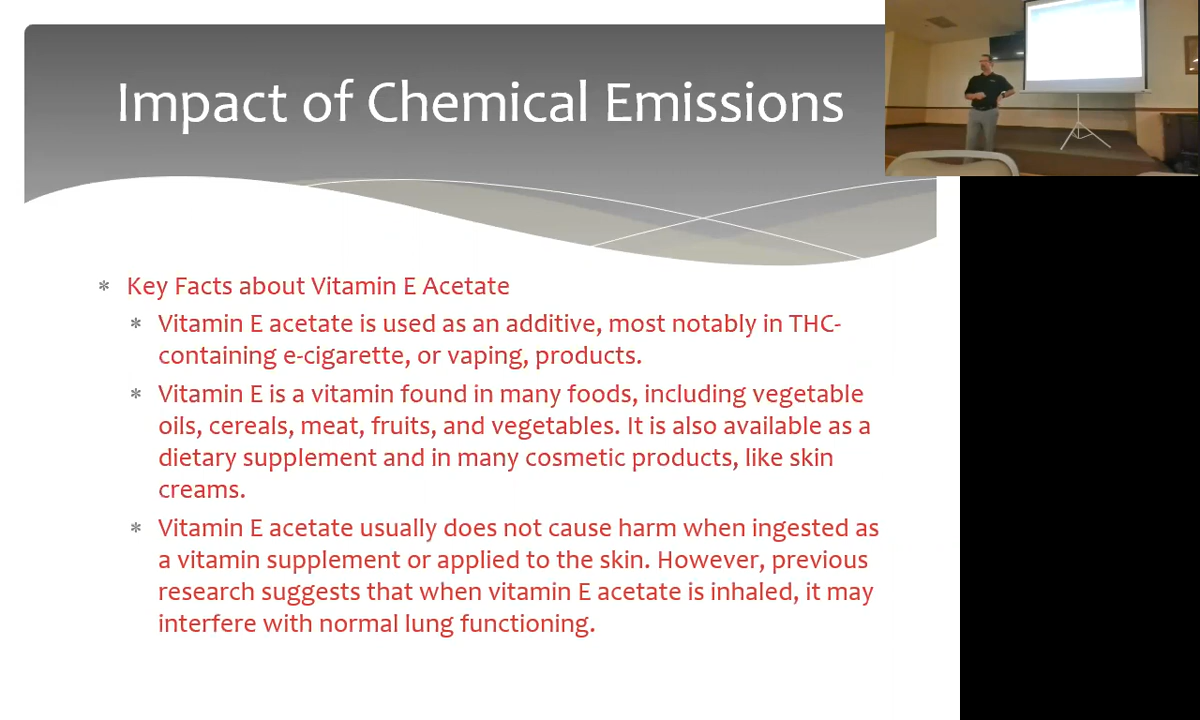 Impact of Chemical Emissions
* Key Facts about Vitamin E Acetate
* Vitamin E acetate is used as an additive, most notably in THC-
containing e-cigarette, or vaping, products.
* Vitamin E is a vitamin found in many foods, including vegetable
oils, cereals, meat, fruits, and vegetables. It is also available as a
dietary supplement and in many cosmetic products, like skin
creams.
* Vitamin E acetate usually does not cause harm when ingested as
a vitamin supplement or applied to the skin. However, previous
research suggests that when vitamin E acetate is inhaled, it may
interfere with normal lung functioning.